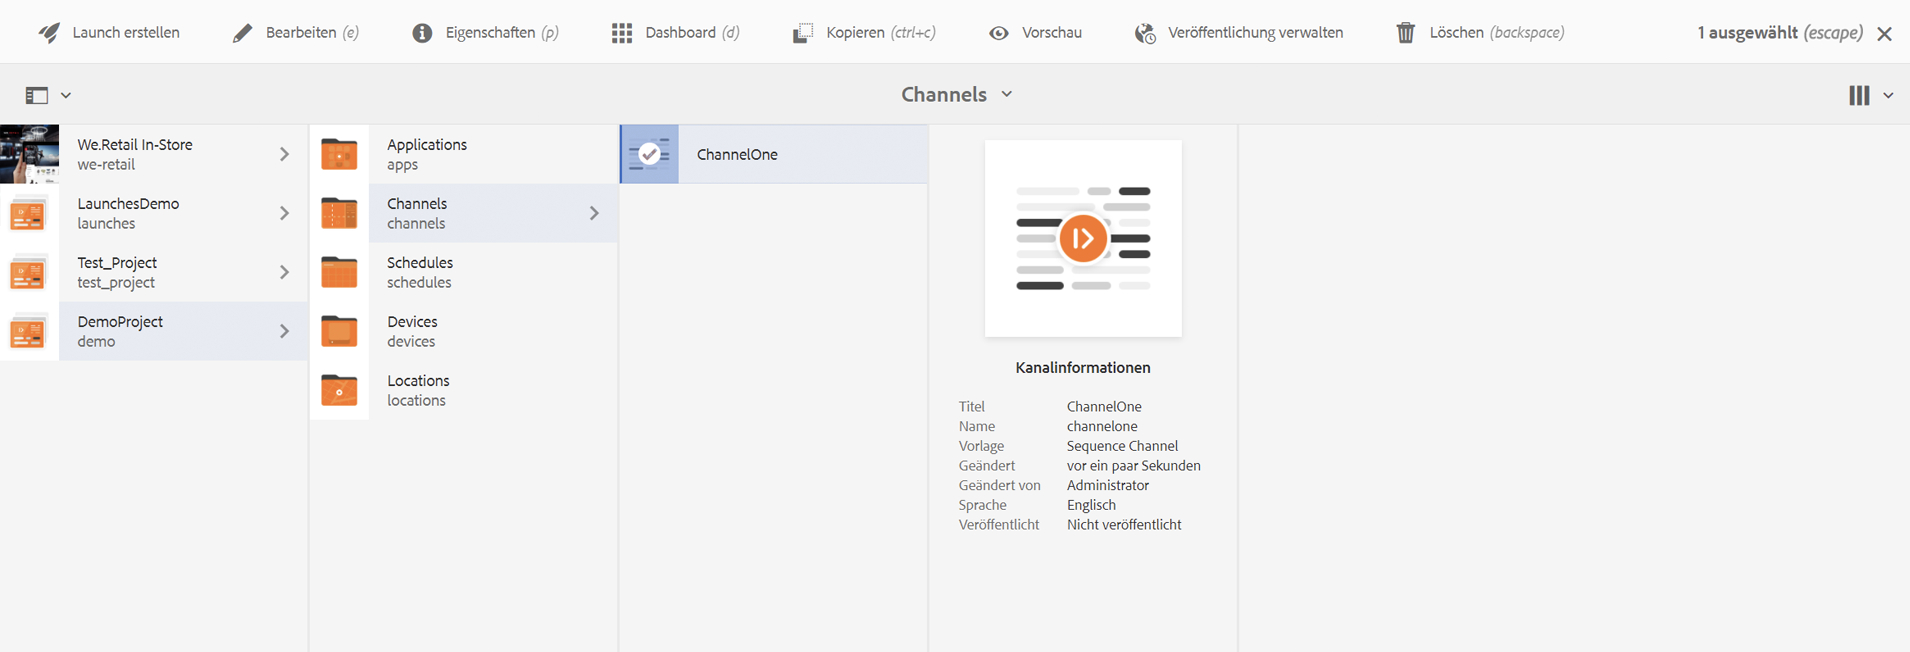 Launch erstellen
Bearbeiten (e)
Eigenschaften (p)
Dashboard (d)
Kopieren (ctrl+c)
Vorschau
Veröffentlichung verwalten
Löschen (backspace)
1 ausgewählt (escape)
Channels
We.Retail In-Store
we-retail
LaunchesDemo
launches
Test_Project
test_project
DemoProject
demo
Applications
apps
Channels
channels
Schedules
schedules
Devices
devices
Locations
locations
ChannelOne
Kanalinformationen
Titel ChannelOne
Name channelone
Vorlage Sequence Channel
Geändert vor ein paar Sekunden
Geändert von Administrator
Sprache Englisch
Veröffentlicht Nicht veröffentlicht